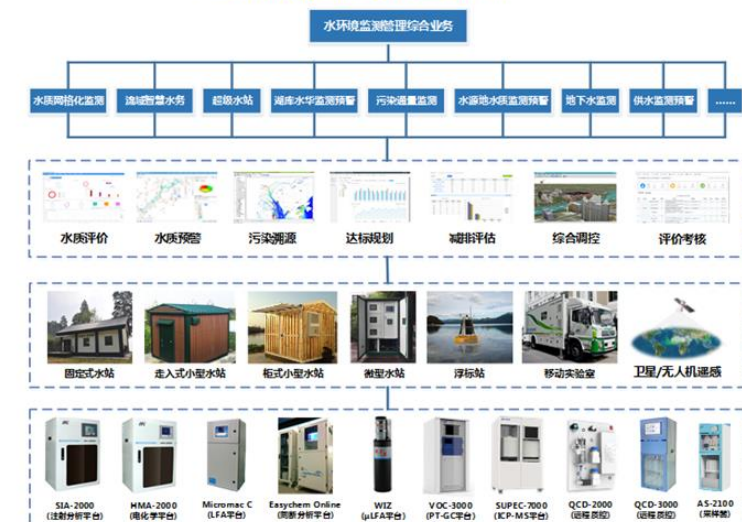 水环境监测管理综合业务
水质网格化监测 流域智慧水务 超级水站 湖库水华监测预警 污染通量监测 水源地水质监测预警 地下水监测 供水监测预警 ……
水质评价 水质预警 污染溯源 达标规划 减排评估 综合调控 评价考核
固定式水站 走入式小型水站 柜式小型水站 微型水站 浮标站 移动实验室 卫星/无人机遥感
SIA-2000 HMA-2000 Micromac C Easychem Online WIZ VOC-3000 SUPEC-7000 QCD-2000 QCD-3000 AS-2100
(注射分析平台) (电化学平台) (LFA平台) (间断分析平台) (μLFA平台) (PT-GC平台) (ICP-MS平台) (远程质控) (远程质控) (采样器)